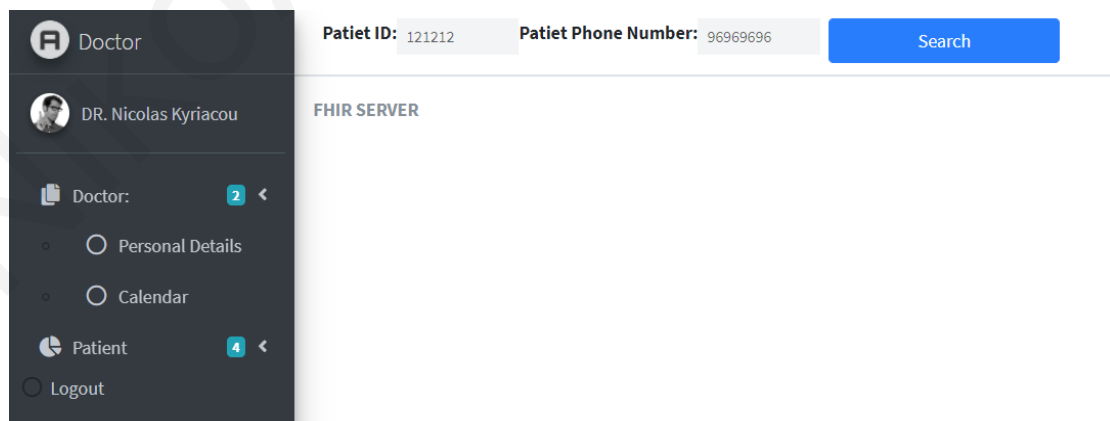 Doctor
Patiet ID: 121212 Patiet Phone Number: 96969696 Search
DR. Nicolas Kyriacou
FHIR SERVER
Doctor: 2
Personal Details
Calendar
Patient 4
Logout